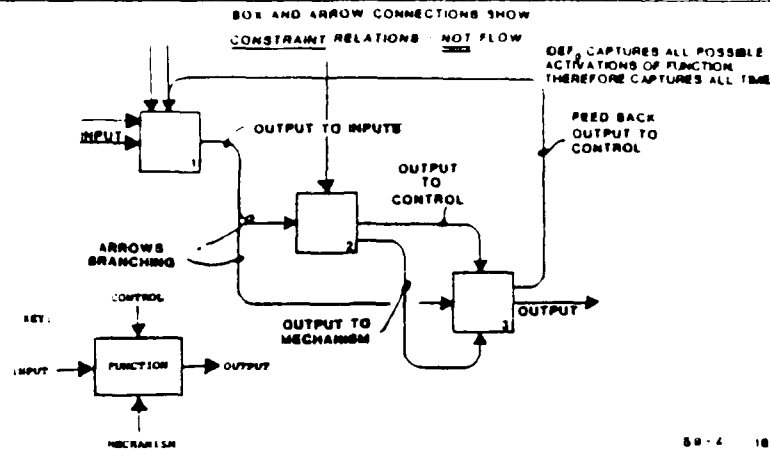 BOX AND ARROW CONNECTIONS SHOW
CONSTRAINT RELATIONS NOT FLOW
IDEF0 CAPTURES ALL POSSIBLE
ACTIVATIONS OF FUNCTION.
THEREFORE CAPTURES ALL TIME
INPUT
1
OUTPUT TO INPUTS
FEED BACK
OUTPUT TO
CONTROL
OUTPUT
TO
CONTROL
2
ARROWS
BRANCHING
OUTPUT TO
MECHANISM
3
OUTPUT
KEY:
CONTROL
INPUT
FUNCTION
OUTPUT
MECHANISM